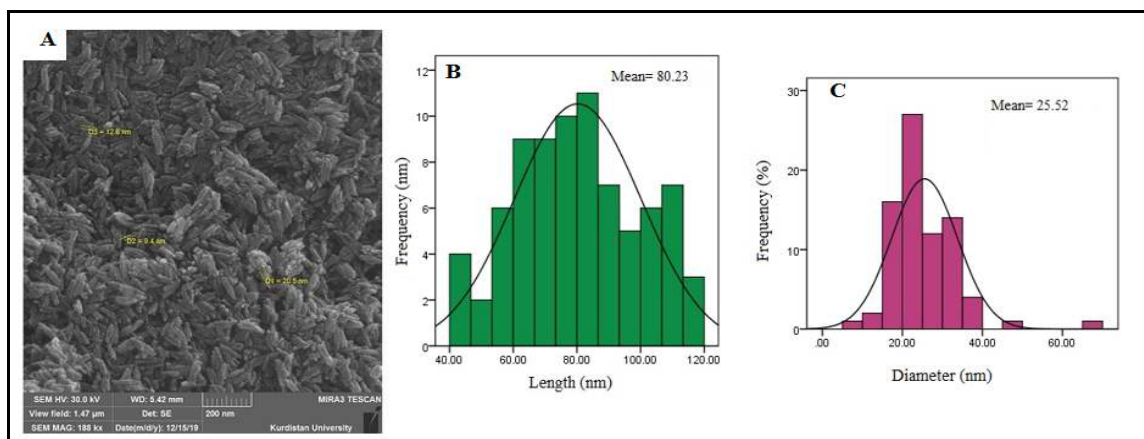 A
D3 = 12.6 nm
D2 = 9.4 nm
D1 = 20.5 nm
SEM HV: 30.0 kV WD: 5.42 mm MIRA3 TESCAN
View field: 1.47 µm Det: SE 200 nm
SEM MAG: 188 kx Date(m/d/y): 12/15/19 Kurdistan University
B
Mean= 80.23
Frequency (nm)
12
10
8
6
4
2
0
40.00 60.00 80.00 100.00 120.00
Length (nm)
C
Mean= 25.52
Frequency (%)
30
20
10
0
.00 20.00 40.00 60.00
Diameter (nm)